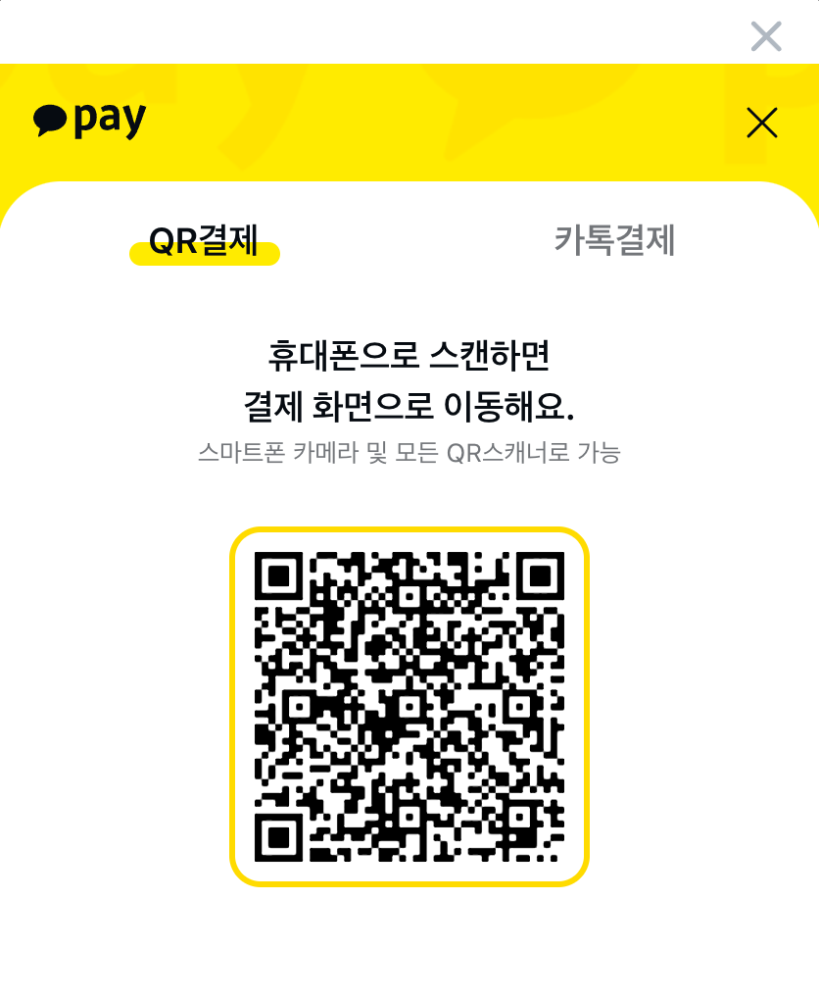 pay
QR결제
카톡결제
휴대폰으로 스캔하면
결제 화면으로 이동해요.
스마트폰 카메라 및 모든 QR스캐너로 가능